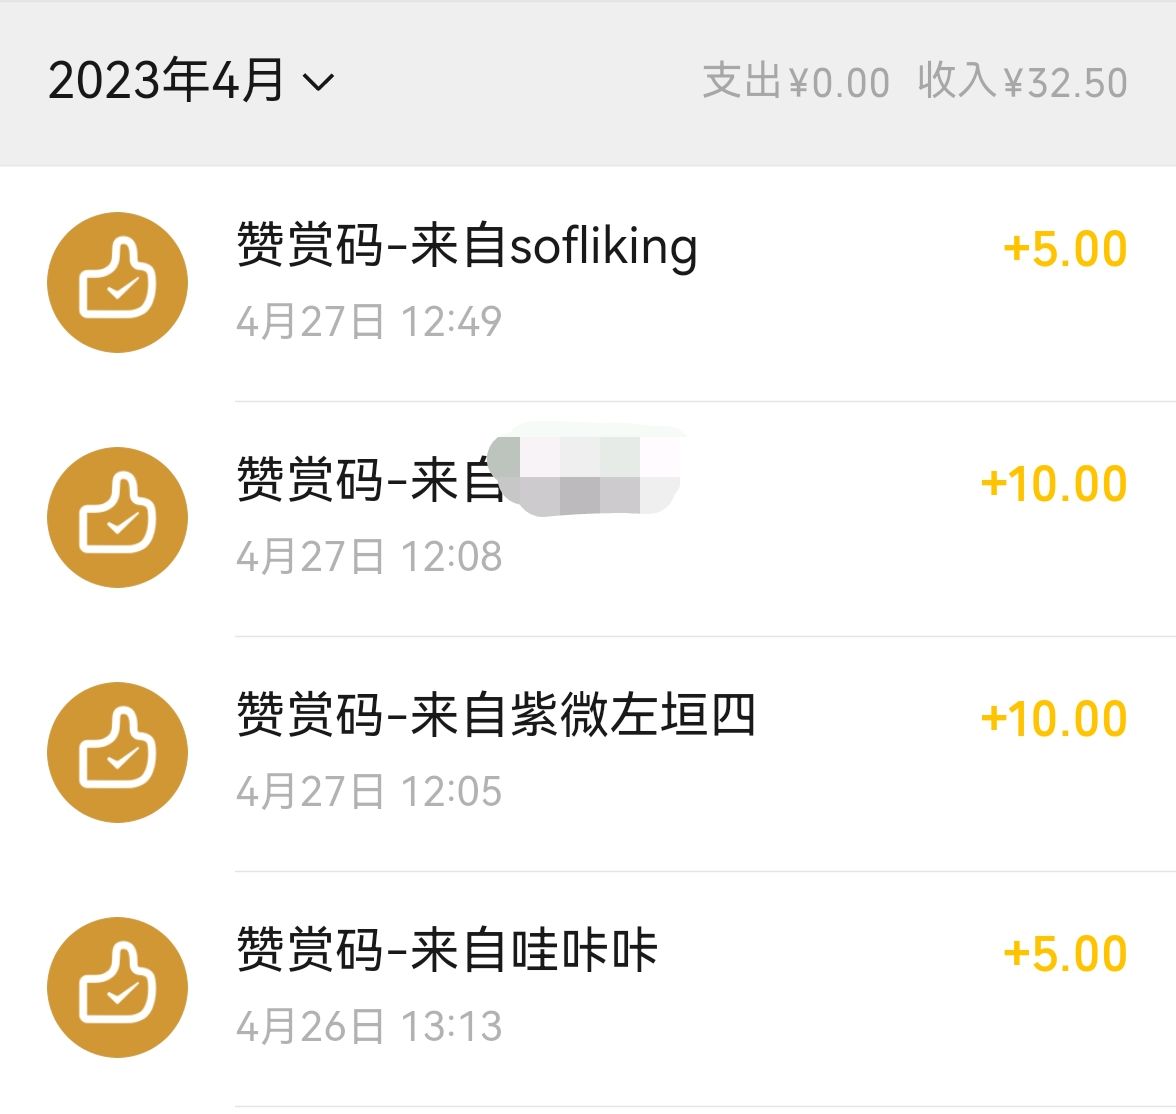 2023年4月
支出¥0.00 收入¥32.50
赞赏码-来自sofliking
+5.00
4月27日 12:49
赞赏码-来自
+10.00
4月27日 12:08
赞赏码-来自紫微左垣四
+10.00
4月27日 12:05
赞赏码-来自哇咔咔
+5.00
4月26日 13:13